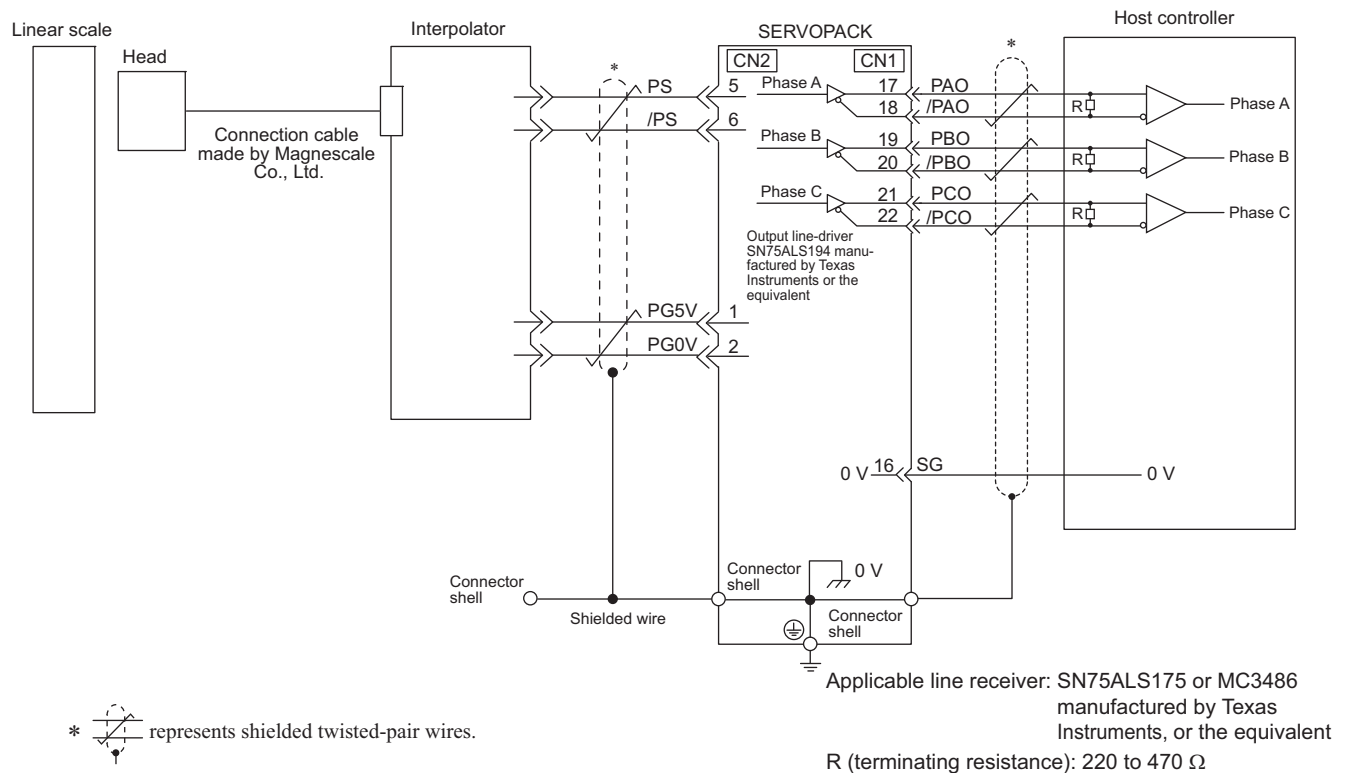 Linear scale
Head
Interpolator
SERVOPACK
Host controller
CN2
CN1
*
*
Connection cable
made by Magnescale
Co., Ltd.
PS
5
/PS
6
Phase A
17
PAO
18
/PAO
R
Phase A
Phase B
19
PBO
20
/PBO
R
Phase B
Phase C
21
PCO
22
/PCO
R
Phase C
Output line-driver
SN75ALS194 manu-
factured by Texas
Instruments or the
equivalent
PG5V
1
PG0V
2
0 V
16
SG
0 V
Connector
shell
Shielded wire
Connector
shell
0 V
Connector
shell
Applicable line receiver: SN75ALS175 or MC3486
manufactured by Texas
Instruments, or the equivalent
R (terminating resistance): 220 to 470 Ω
* represents shielded twisted-pair wires.